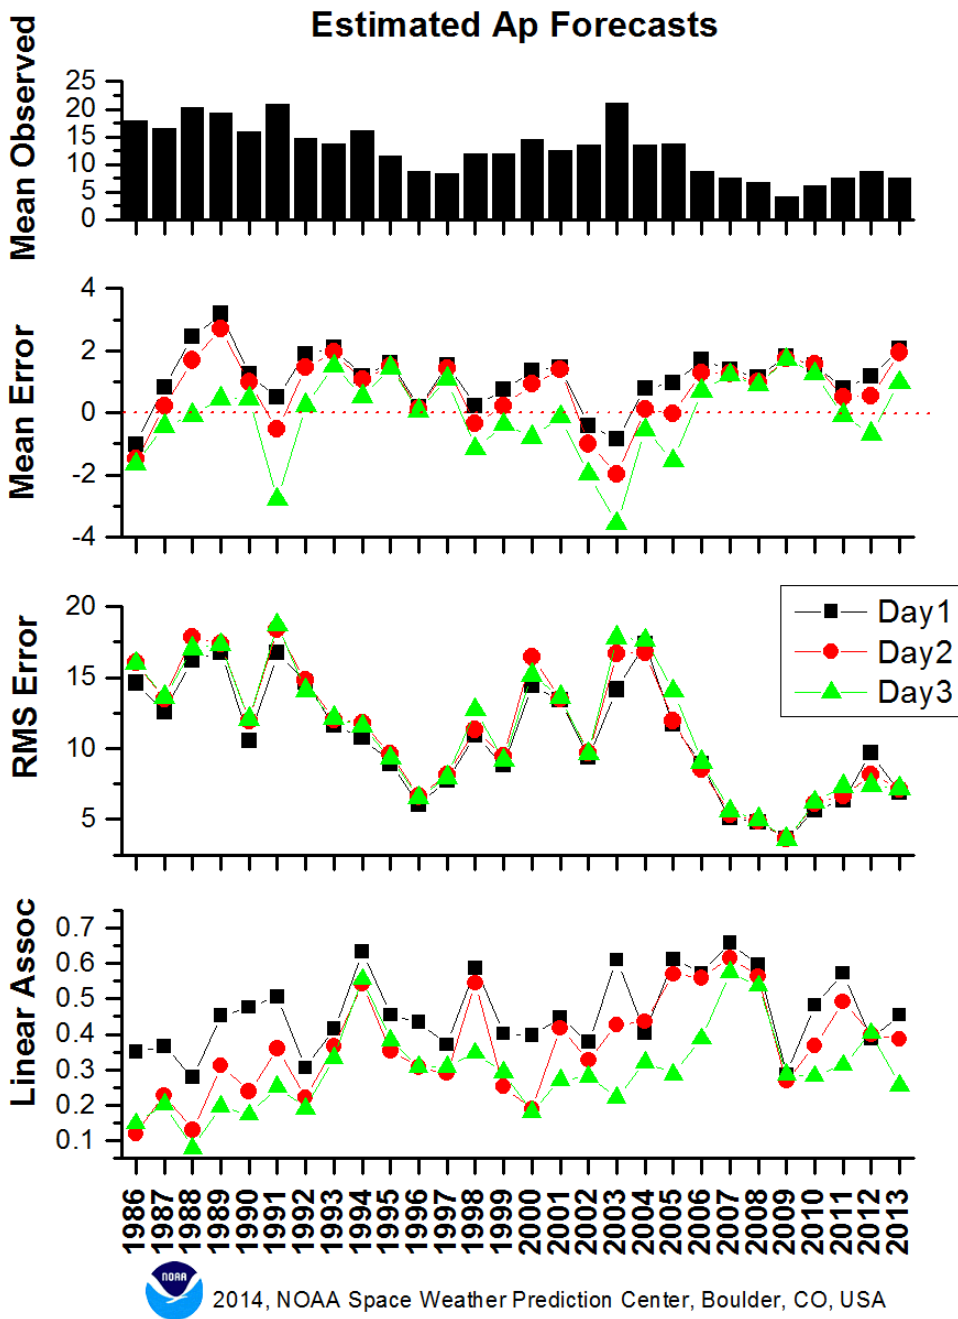 Estimated Ap Forecasts
Mean Observed
25
20
15
10
5
0
Mean Error
4
2
0
-2
-4
RMS Error
20
15
10
5
Day1
Day2
Day3
Linear Assoc
0.7
0.6
0.5
0.4
0.3
0.2
0.1
1986 1987 1988 1989 1990 1991 1992 1993 1994 1995 1996 1997 1998 1999 2000 2001 2002 2003 2004 2005 2006 2007 2008 2009 2010 2011 2012 2013
NOAA
2014, NOAA Space Weather Prediction Center, Boulder, CO, USA